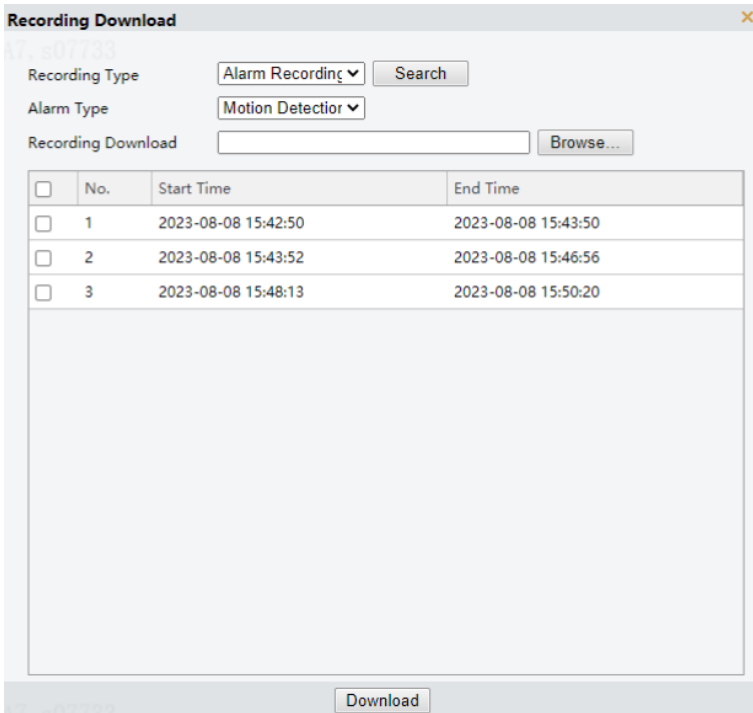 Recording Download
A7, s07733
Recording Type Alarm Recording Search
Alarm Type Motion Detection
Recording Download Browse...
No. Start Time End Time
1 2023-08-08 15:42:50 2023-08-08 15:43:50
2 2023-08-08 15:43:52 2023-08-08 15:46:56
3 2023-08-08 15:48:13 2023-08-08 15:50:20
Download